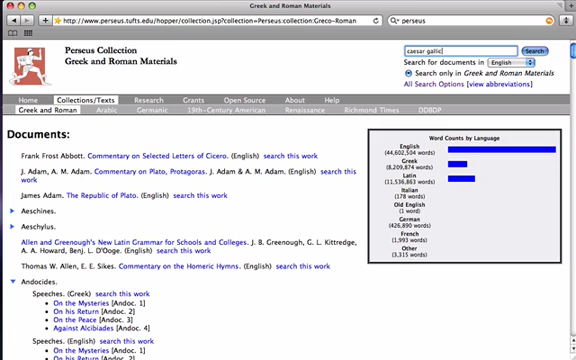 Greek and Roman Materials
http://www.perseus.tufts.edu/hopper/collection.jsp?collection=Perseus:collection:Greco-Roman
perseus
Perseus Collection
Greek and Roman Materials
caesar gallic
Search
Search for documents in English
Search only in Greek and Roman Materials
All Search Options [view abbreviations]
Home Collections/Texts Research Grants Open Source About Help
Greek and Roman Arabic Germanic 19th-Century American Renaissance Richmond Times DDBDP
Documents:
Frank Frost Abbott. Commentary on Selected Letters of Cicero. (English) search this work
J. Adam, A. M. Adam. Commentary on Plato, Protagoras. J. Adam & A. M. Adam. (English) search this
work
James Adam. The Republic of Plato. (English) search this work
Aeschines.
Aeschylus.
Allen and Greenough's New Latin Grammar for Schools and Colleges. J. B. Greenough, G. L. Kittredge,
A. A. Howard, Benj. L. D'Ooge. (English) search this work
Thomas W. Allen, E. E. Sikes. Commentary on the Homeric Hymns. (English) search this work
Andocides.
Speeches. (Greek) search this work
On the Mysteries [Andoc. 1]
On his Return [Andoc. 2]
On the Peace [Andoc. 3]
Against Alcibiades [Andoc. 4]
Speeches. (English) search this work
On the Mysteries [Andoc. 1]
On his Return [Andoc. 2]
Word Counts by Language
English
(44,602,504 words)
Greek
(8,209,874 words)
Latin
(11,536,863 words)
Italian
(178 words)
Old English
(1 word)
German
(426,890 words)
French
(1,993 words)
Other
(3,315 words)